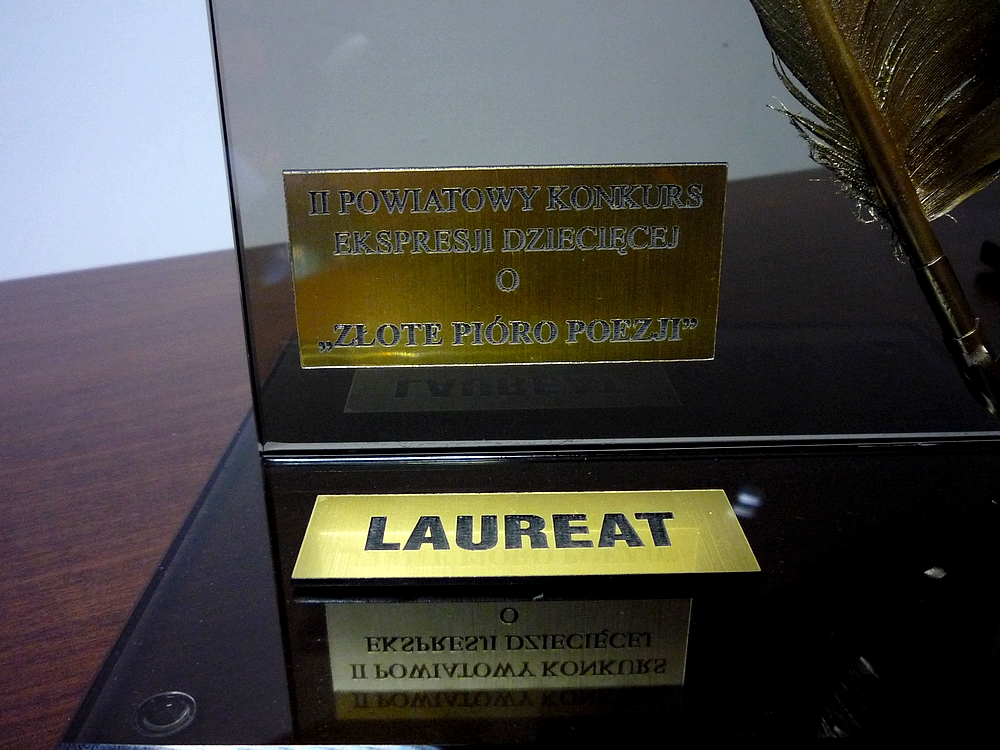 II POWIATOWY KONKURS
EKSPRESJI DZIECIĘCEJ
O
„ZŁOTE PIÓRO POEZJI”
LAUREAT